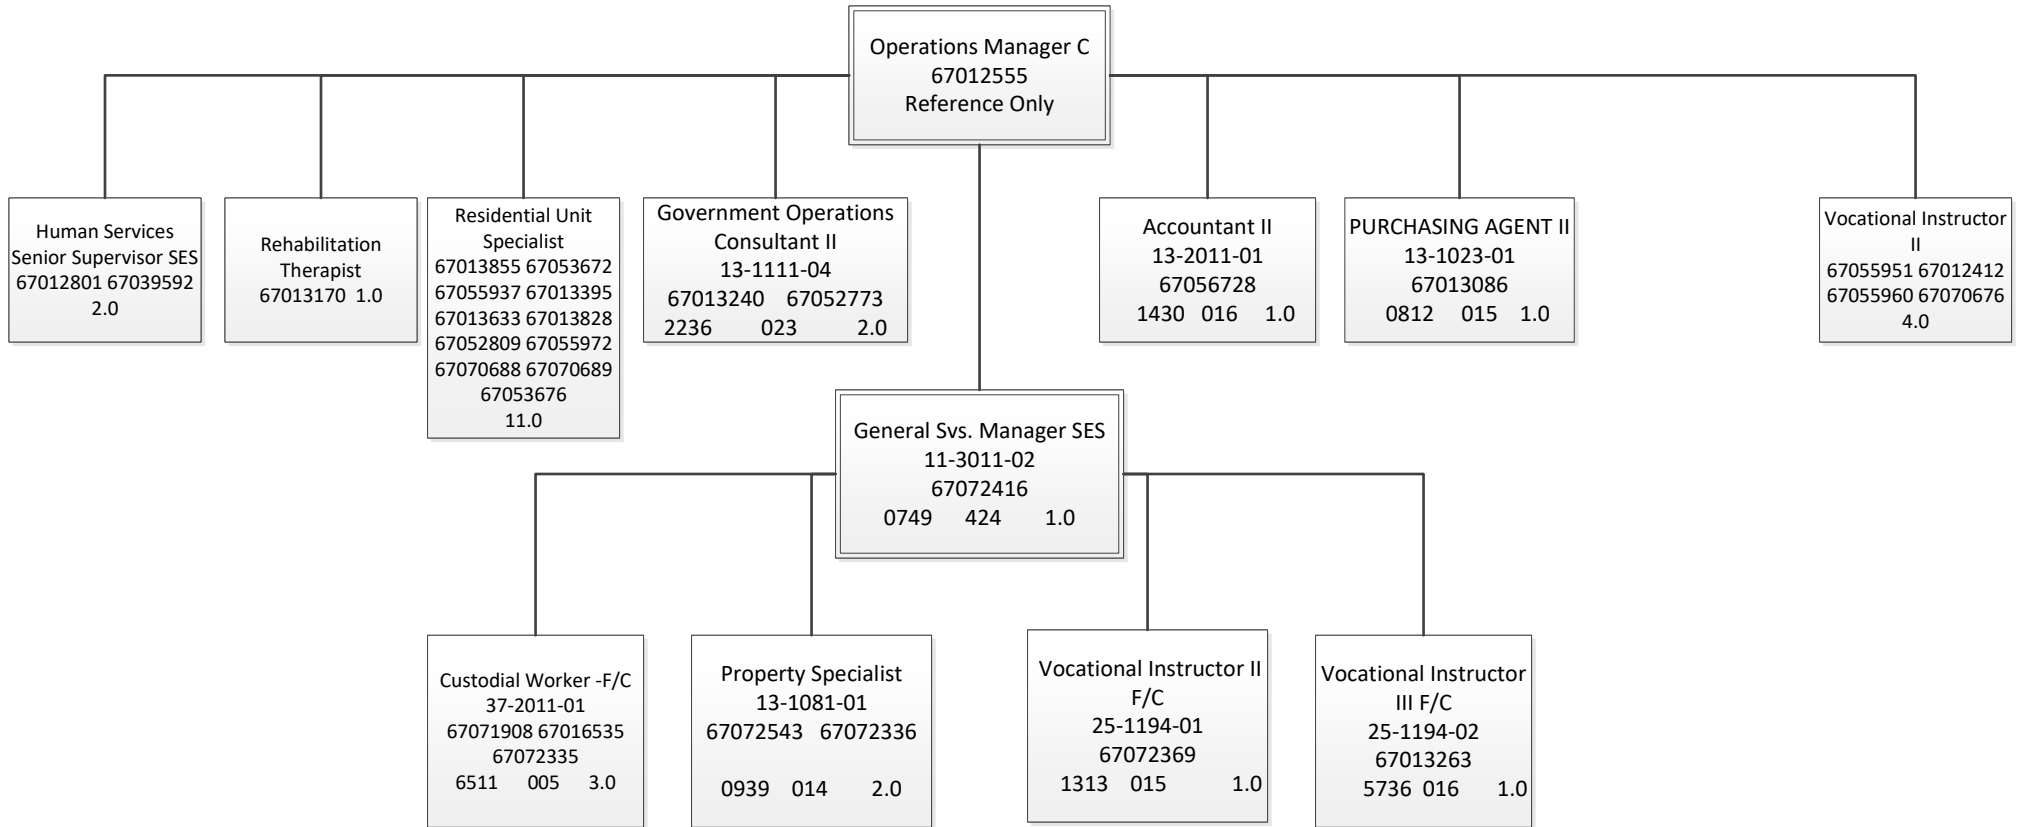 Operations Manager C
67012555
Reference Only
Human Services
Senior Supervisor SES
67012801 67039592
2.0
Rehabilitation
Therapist
67013170 1.0
Residential Unit
Specialist
67013855 67053672
67055937 67013395
67013633 67013828
67052809 67055972
67070688 67070689
67053676
11.0
Government Operations
Consultant II
13-1111-04
67013240 67052773
2236 023 2.0
Accountant II
13-2011-01
67056728
1430 016 1.0
PURCHASING AGENT II
13-1023-01
67013086
0812 015 1.0
Vocational Instructor
II
67055951 67012412
67055960 67070676
4.0
General Svs. Manager SES
11-3011-02
67072416
0749 424 1.0
Custodial Worker -F/C
37-2011-01
67071908 67016535
67072335
6511 005 3.0
Property Specialist
13-1081-01
67072543 67072336
0939 014 2.0
Vocational Instructor II
F/C
25-1194-01
67072369
1313 015 1.0
Vocational Instructor
III F/C
25-1194-02
67013263
5736 016 1.0